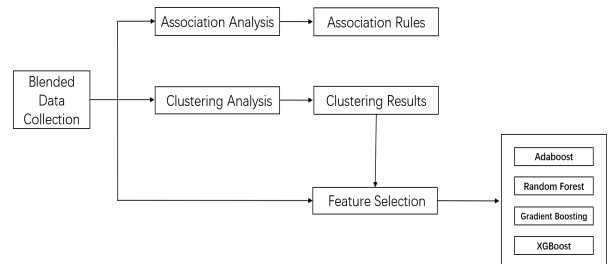 Association Analysis
Association Rules
Blended
Data
Collection
Clustering Analysis
Clustering Results
Feature Selection
Adaboost
Random Forest
Gradient Boosting
XGBoost